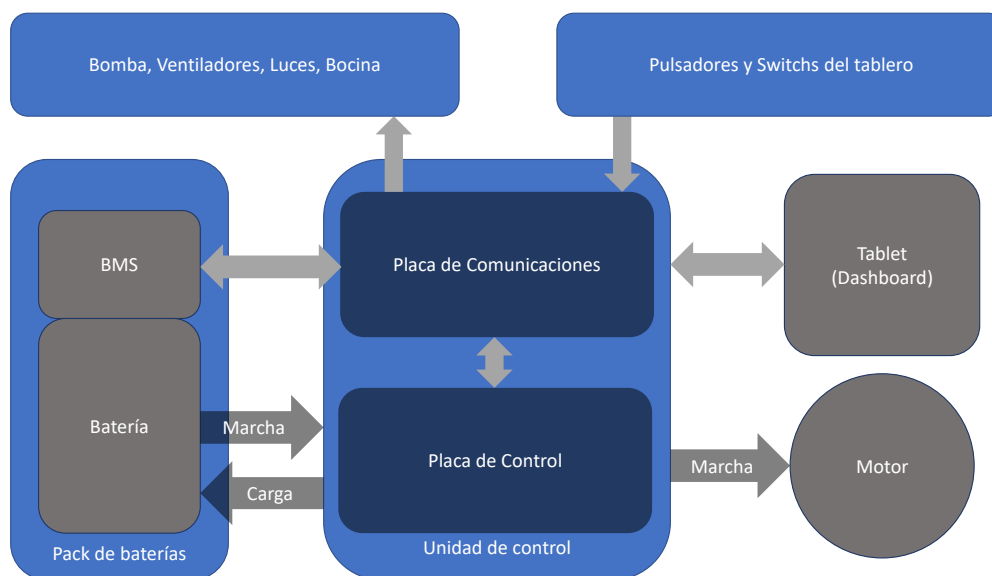 Bomba, Ventiladores, Luces, Bocina
Pulsadores y Switchs del tablero
BMS
Placa de Comunicaciones
Tablet
(Dashboard)
Batería
Marcha
Carga
Placa de Control
Marcha
Motor
Pack de baterías
Unidad de control